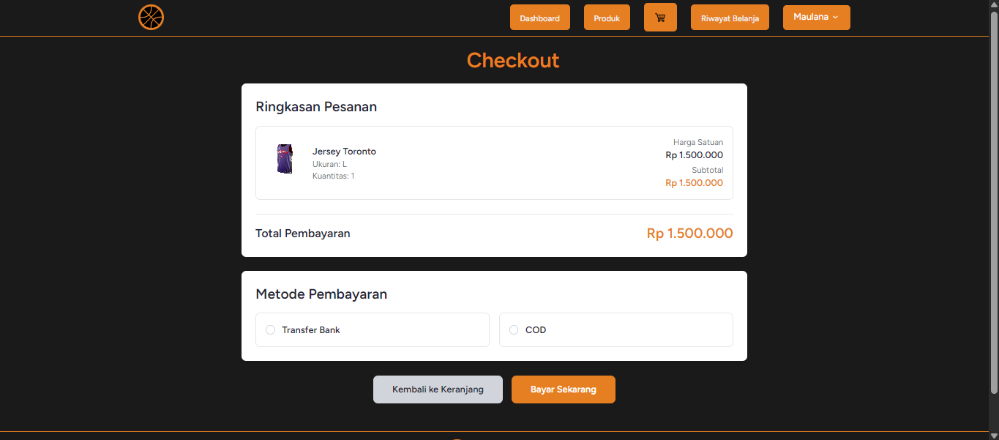 Dashboard
Produk
Riwayat Belanja
Maulana
Checkout
Ringkasan Pesanan
Jersey Toronto
Ukuran: L
Kuantitas: 1
Harga Satuan
Rp 1.500.000
Subtotal
Rp 1.500.000
Total Pembayaran
Rp 1.500.000
Metode Pembayaran
Transfer Bank
COD
Kembali ke Keranjang
Bayar Sekarang